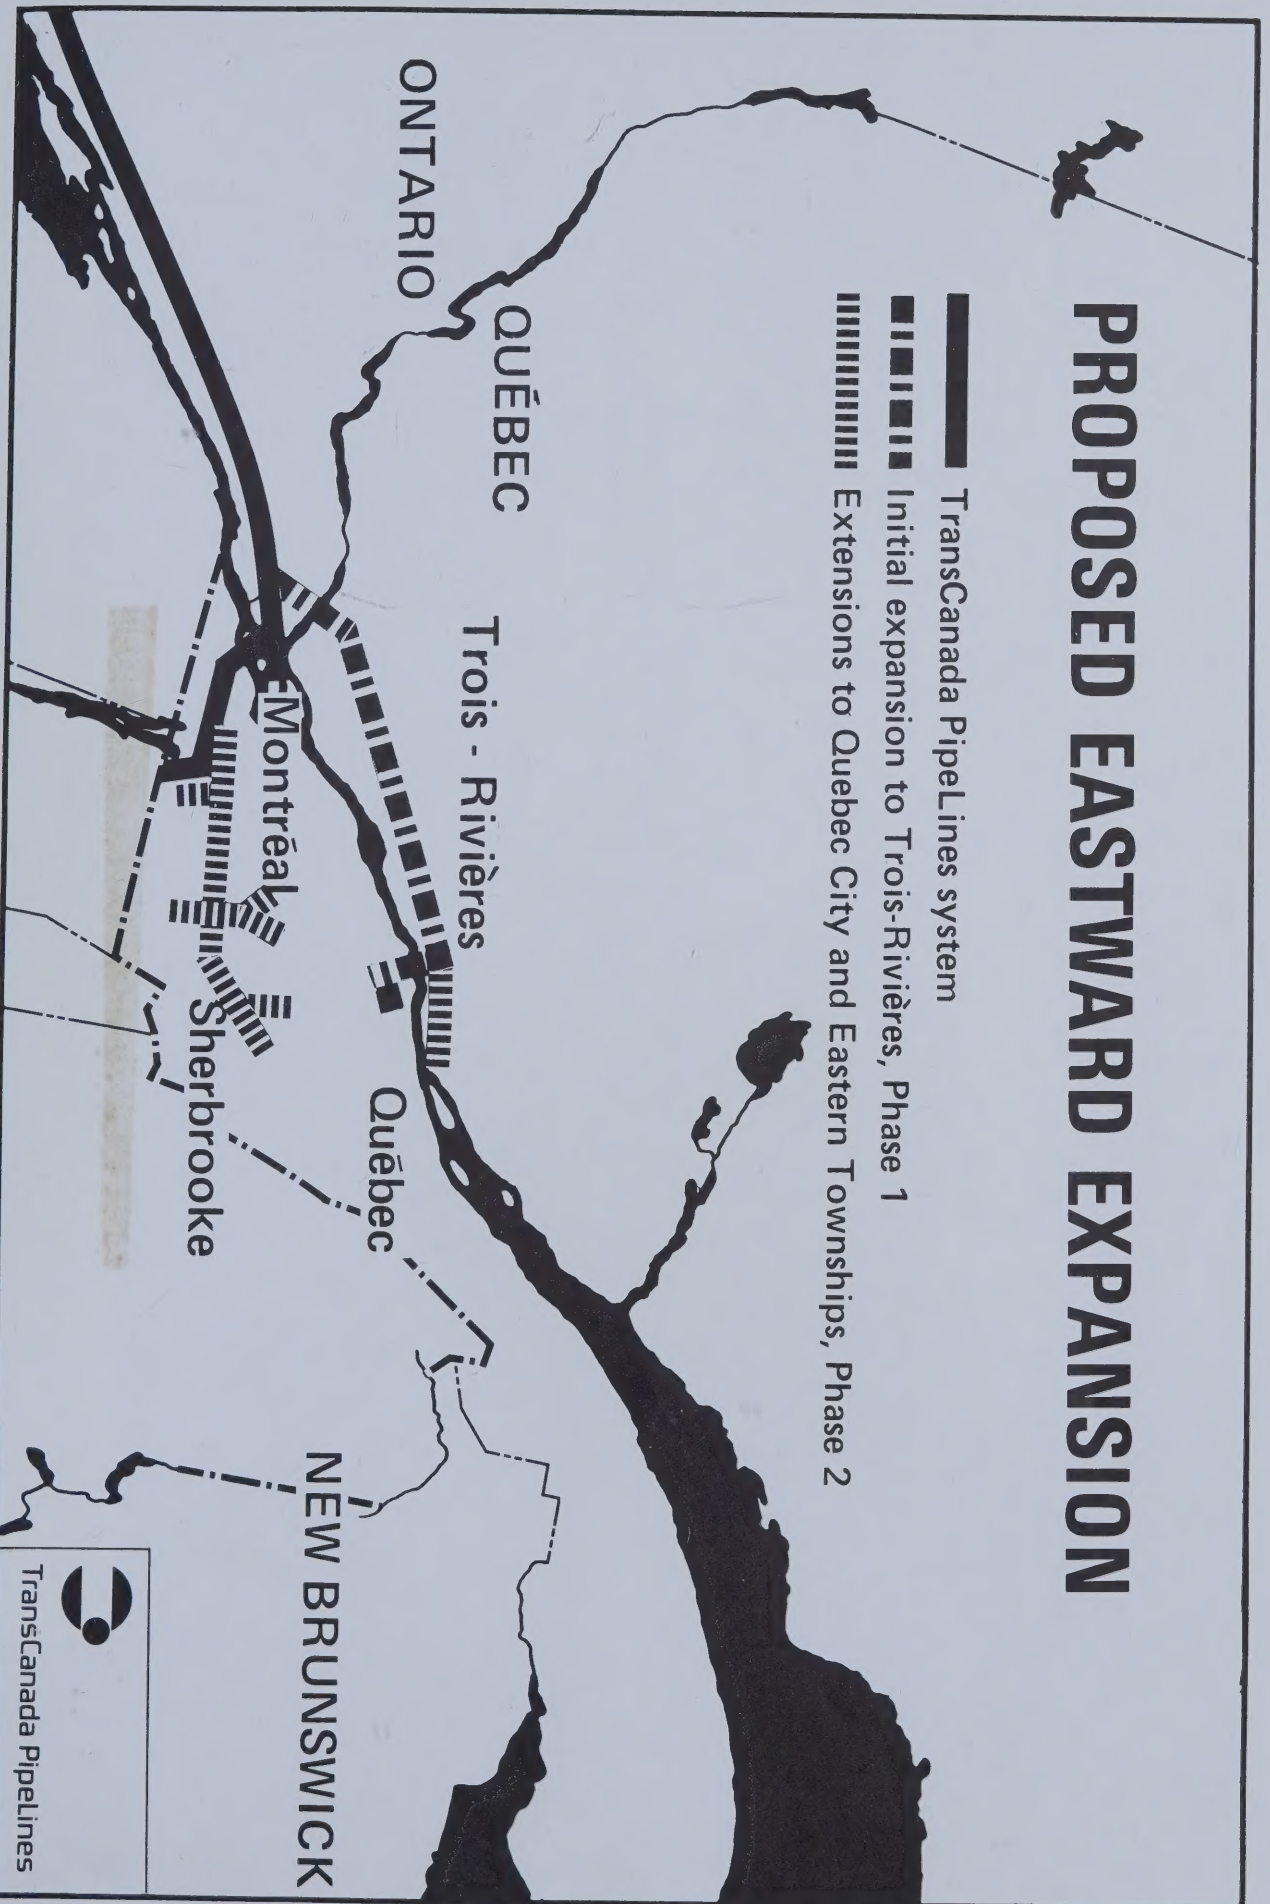 PROPOSED EASTWARD EXPANSION
TransCanada PipeLines system
Initial expansion to Trois-Rivières, Phase 1
Extensions to Quebec City and Eastern Townships, Phase 2
ONTARIO
QUÉBEC
Trois - Rivières
Montréal
Québec
Sherbrooke
NEW BRUNSWICK
TransCanada PipeLines